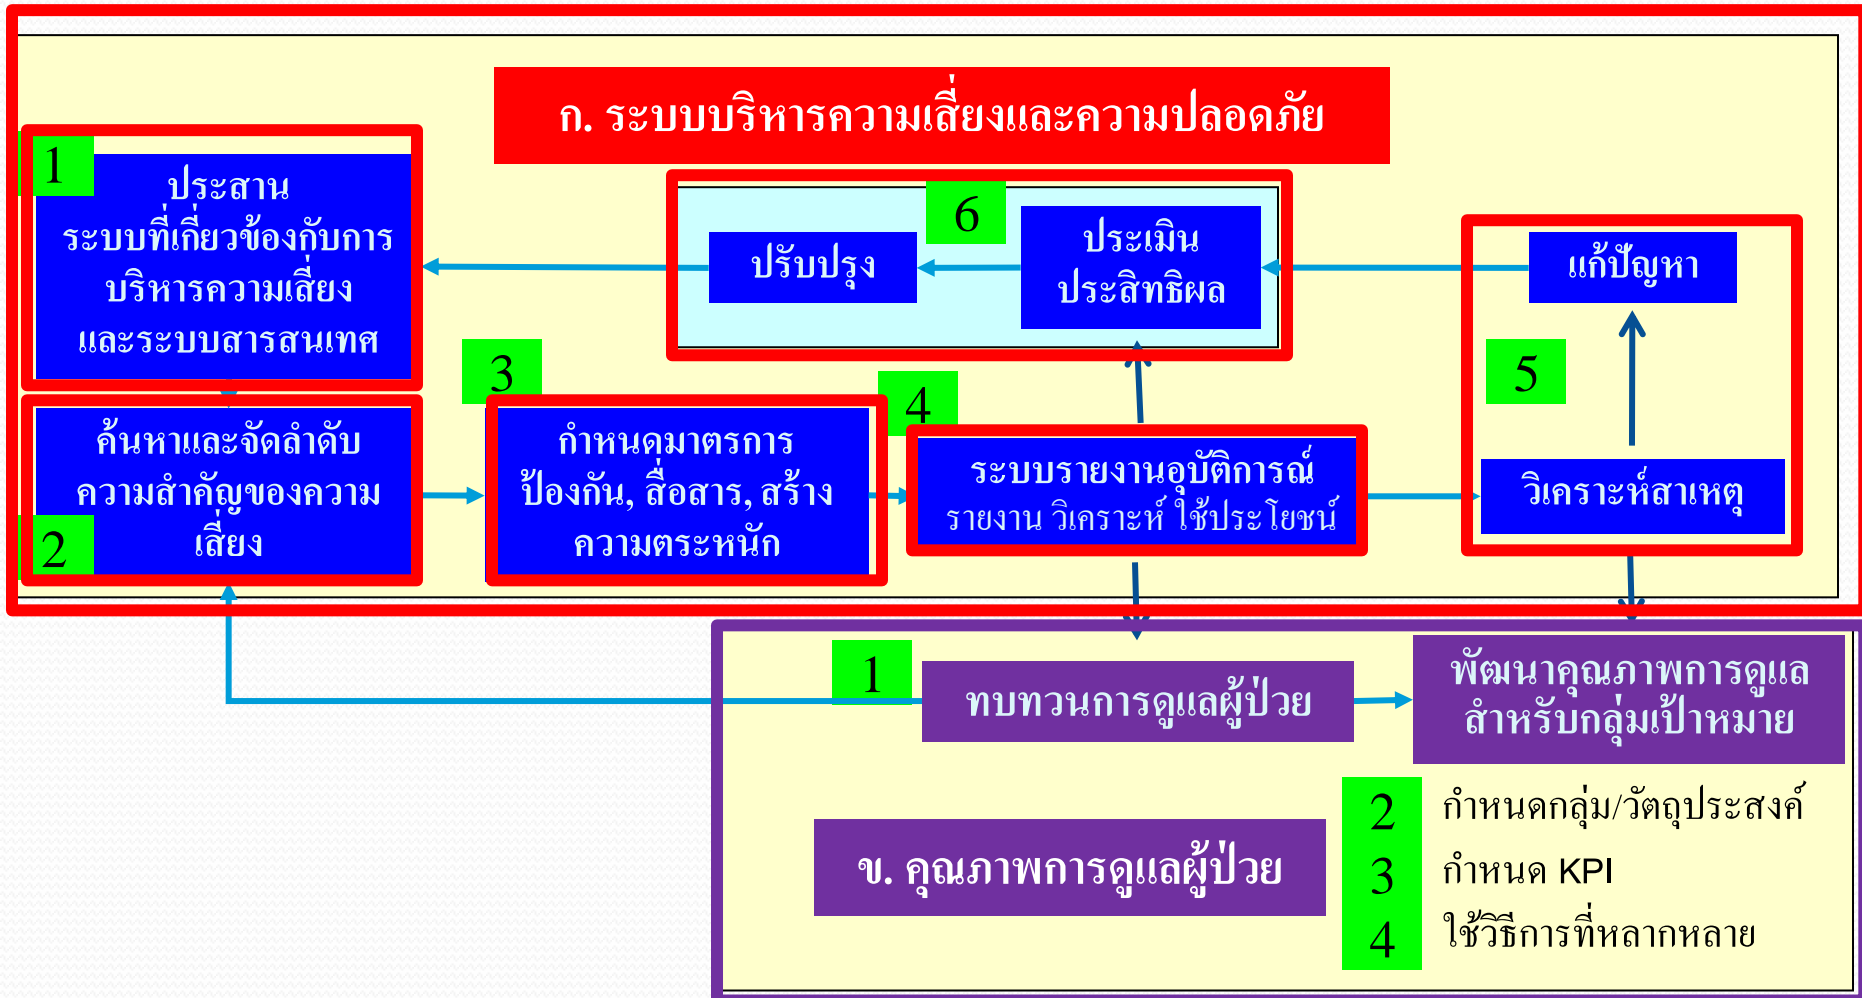 ก. ระบบบริหารความเสี่ยงและความปลอดภัย
1
ประสาน
ระบบที่เกี่ยวข้องกับการ
บริหารความเสี่ยง
และระบบสารสนเทศ
6
ปรับปรุง
ประเมิน
ประสิทธิผล
แก้ปัญหา
5
วิเคราะห์สาเหตุ
2
ค้นหาและจัดลำดับ
ความสำคัญของความ
เสี่ยง
3
กำหนดมาตรการ
ป้องกัน, สื่อสาร, สร้าง
ความตระหนัก
4
ระบบรายงานอุบัติการณ์
รายงาน วิเคราะห์ ใช้ประโยชน์
1
ทบทวนการดูแลผู้ป่วย
พัฒนาคุณภาพการดูแล
สำหรับกลุ่มเป้าหมาย
ข. คุณภาพการดูแลผู้ป่วย
2 กำหนดกลุ่ม/วัตถุประสงค์
3 กำหนด KPI
4 ใช้วิธีการที่หลากหลาย